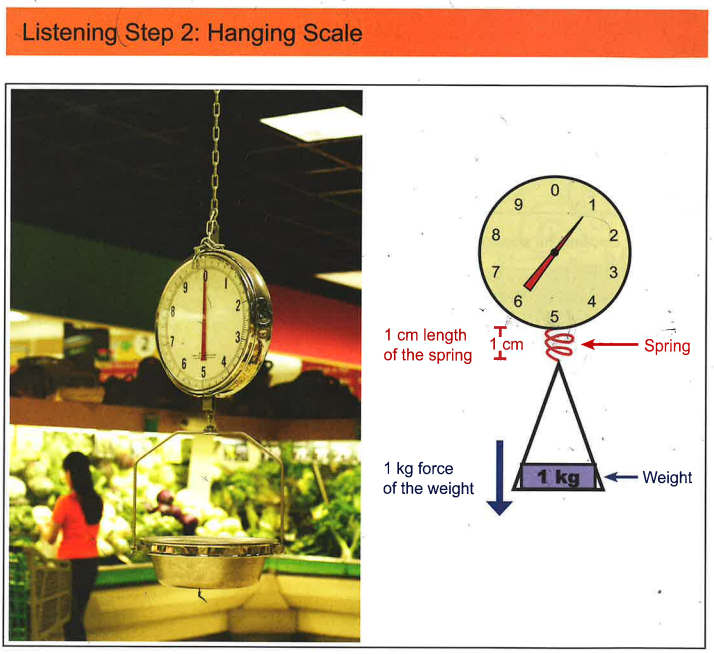 Listening Step 2: Hanging Scale
0
1
2
3
4
5
6
7
8
9
0
1
2
3
4
5
6
7
8
9
1 cm length
of the spring
1 cm
Spring
1 kg force
of the weight
1 kg
Weight